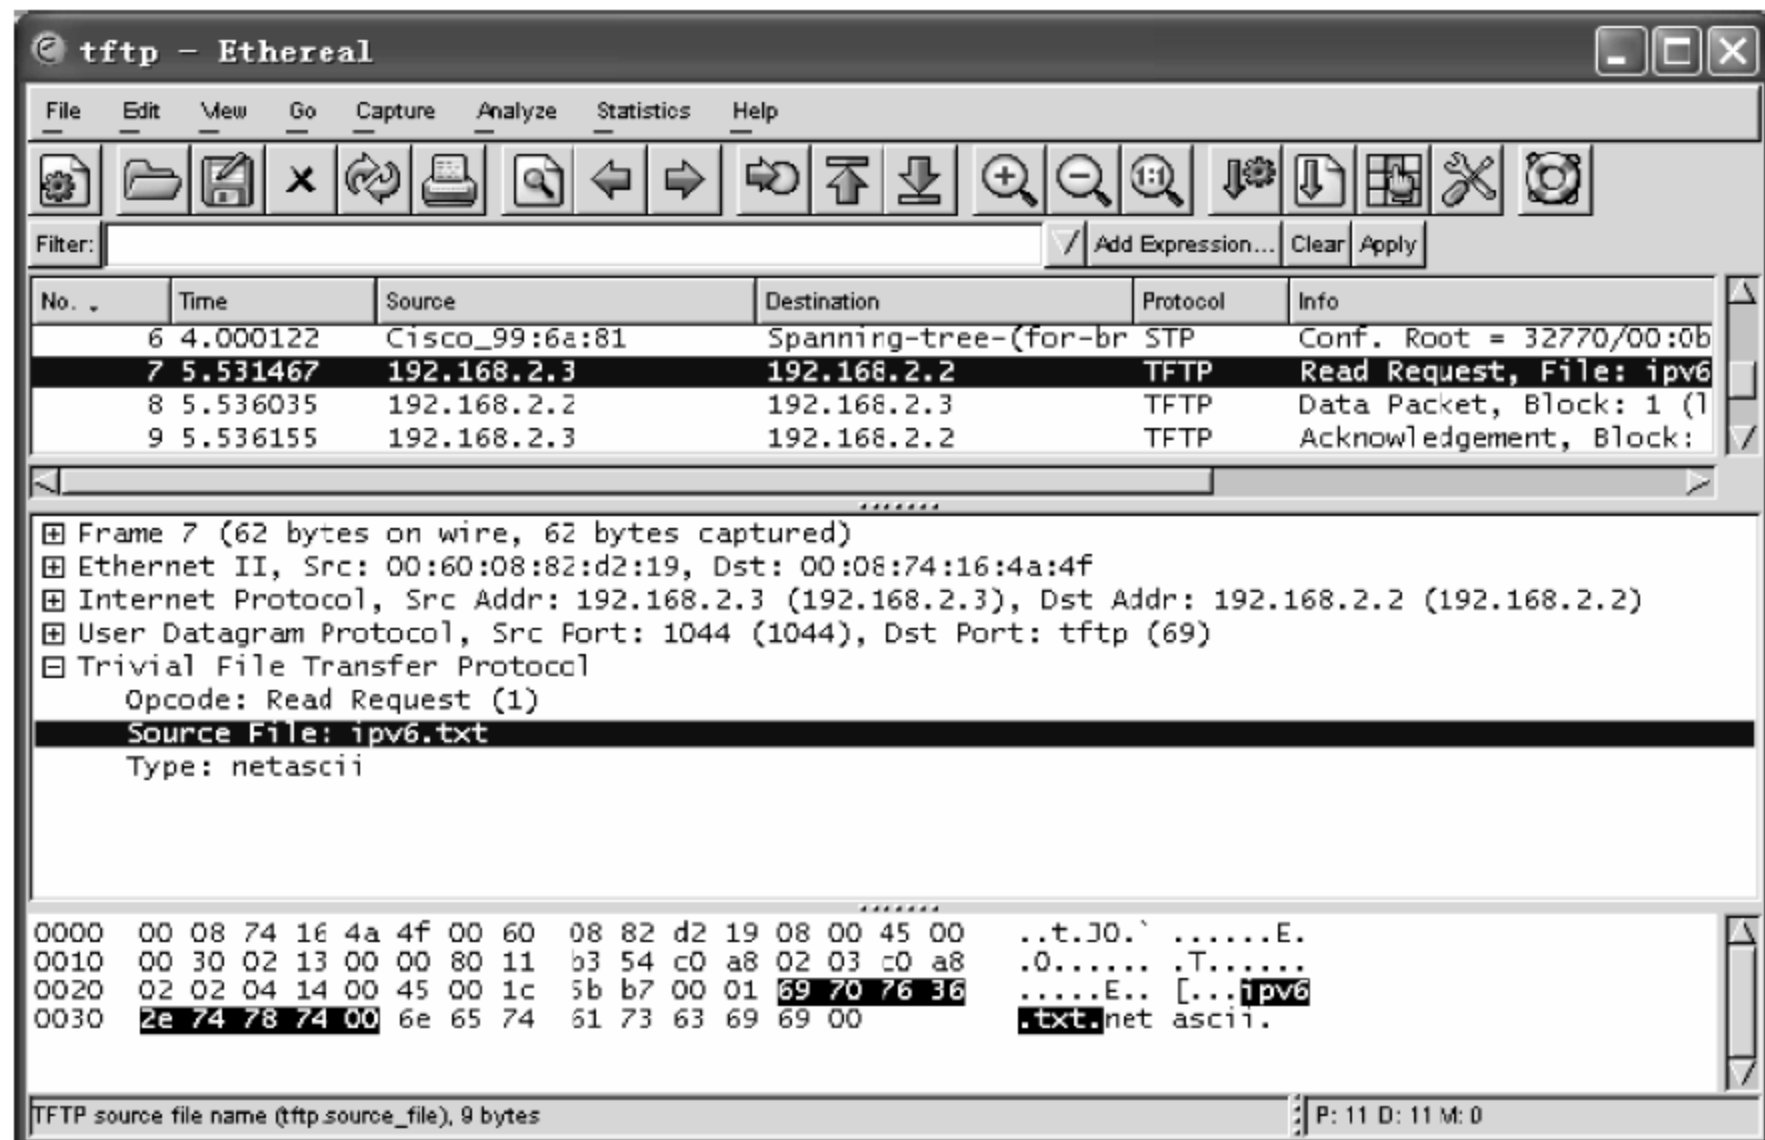 tftp - Ethereal
File Edit View Go Capture Analyze Statistics Help
Filter: Add Expression... Clear Apply
No. . Time Source Destination Protocol Info
6 4.000122 Cisco_99:6a:81 Spanning-tree-(for-br STP Conf. Root = 32770/00:0b
7 5.531467 192.168.2.3 192.168.2.2 TFTP Read Request, File: ipv6
8 5.536035 192.168.2.2 192.168.2.3 TFTP Data Packet, Block: 1 (l
9 5.536155 192.168.2.3 192.168.2.2 TFTP Acknowledgement, Block:
Frame 7 (62 bytes on wire, 62 bytes captured)
Ethernet II, Src: 00:60:08:82:d2:19, Dst: 00:08:74:16:4a:4f
Internet Protocol, Src Addr: 192.168.2.3 (192.168.2.3), Dst Addr: 192.168.2.2 (192.168.2.2)
User Datagram Protocol, Src Port: 1044 (1044), Dst Port: tftp (69)
Trivial File Transfer Protocol
Opcode: Read Request (1)
Source File: ipv6.txt
Type: netascii
0000 00 08 74 16 4a 4f 00 60 08 82 d2 19 08 00 45 00 ..t.JO.` ......E.
0010 00 30 02 13 00 00 80 11 b3 54 c0 a8 02 03 c0 a8 .0...... .T......
0020 02 02 04 14 00 45 00 1c 5b b7 00 01 69 70 76 36 .....E.. [...ipv6
0030 2e 74 78 74 00 6e 65 74 61 73 63 69 69 00 .txt.net ascii.
TFTP source file name (tftp.source_file), 9 bytes P: 11 D: 11 M: 0